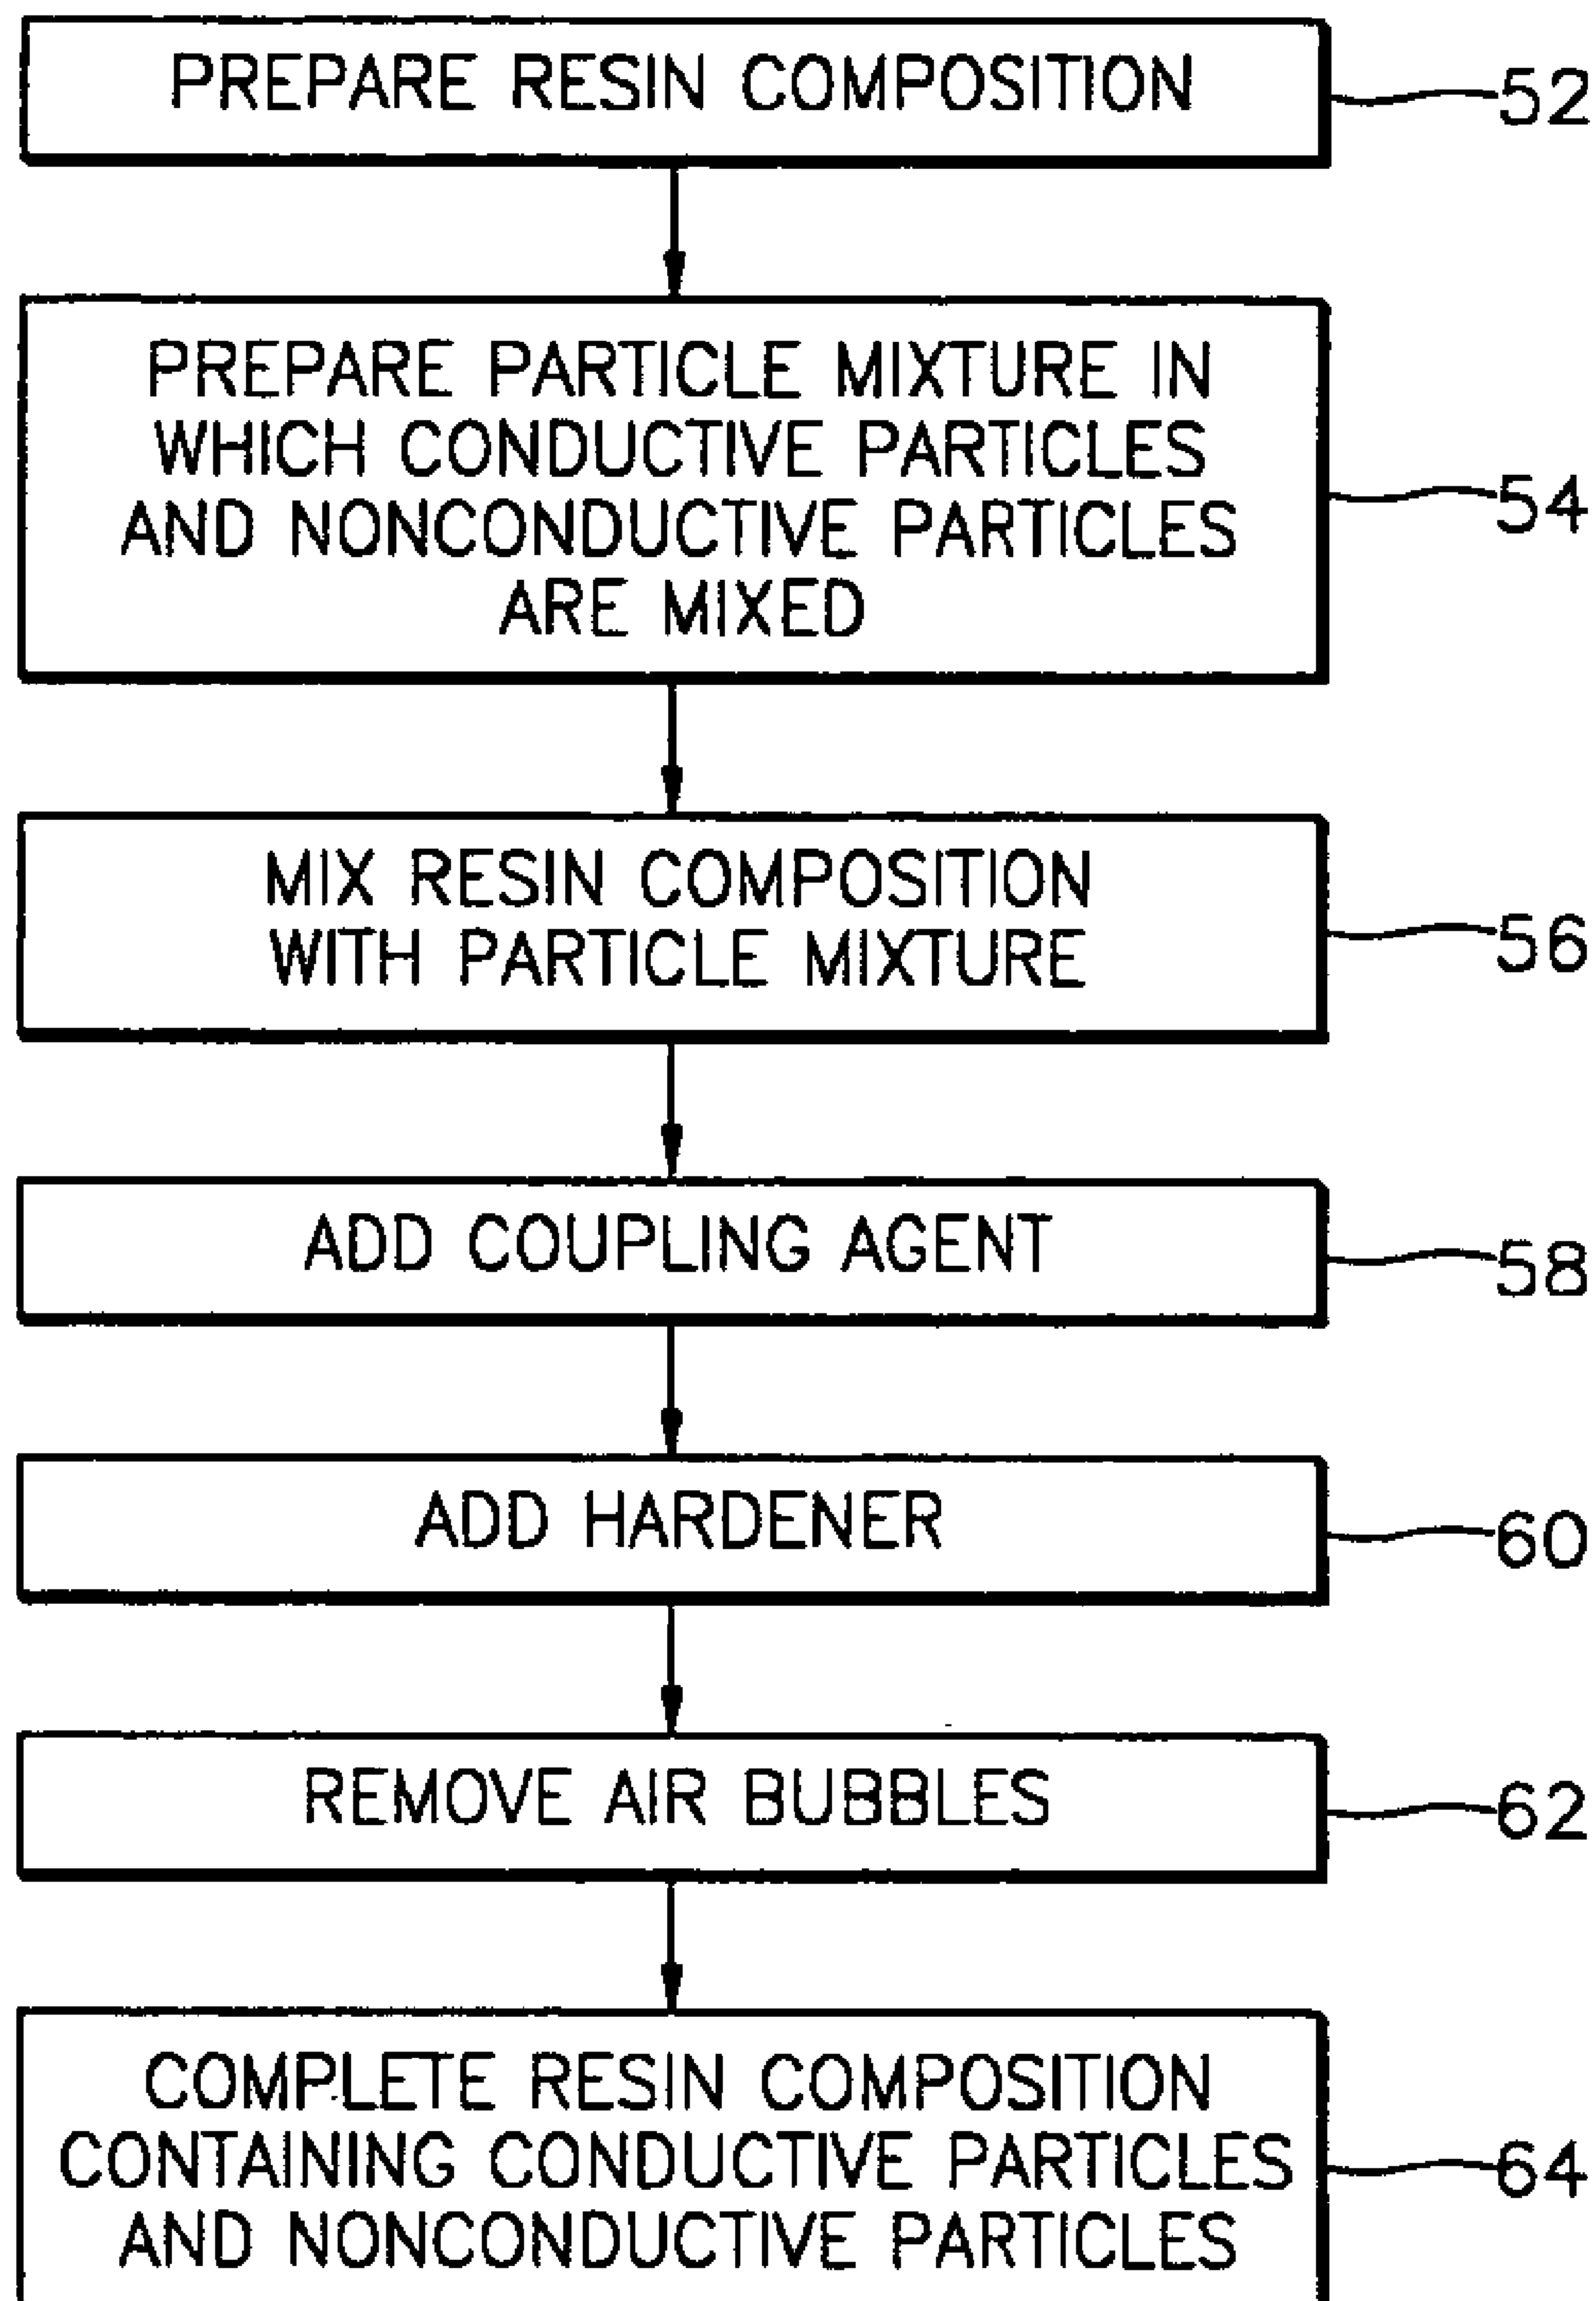 PREPARE RESIN COMPOSITION
52
PREPARE PARTICLE MIXTURE IN
WHICH CONDUCTIVE PARTICLES
AND NONCONDUCTIVE PARTICLES
ARE MIXED
54
MIX RESIN COMPOSITION
WITH PARTICLE MIXTURE
56
ADD COUPLING AGENT
58
ADD HARDENER
60
REMOVE AIR BUBBLES
62
COMPLETE RESIN COMPOSITION
CONTAINING CONDUCTIVE PARTICLES
AND NONCONDUCTIVE PARTICLES
64